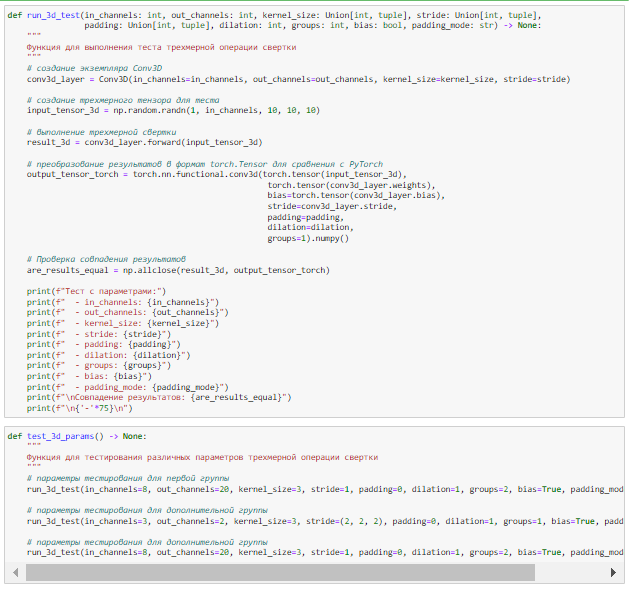 def run_3d_test(in_channels: int, out_channels: int, kernel_size: Union[int, tuple], stride: Union[int, tuple],
padding: Union[int, tuple], dilation: int, groups: int, bias: bool, padding_mode: str) -> None:
"""
Функция для выполнения теста трехмерной операции свертки
"""
# создание экземпляра Conv3D
conv3d_layer = Conv3D(in_channels=in_channels, out_channels=out_channels, kernel_size=kernel_size, stride=stride)
# создание трехмерного тензора для теста
input_tensor_3d = np.random.randn(1, in_channels, 10, 10, 10)
# выполнение трехмерной свертки
result_3d = conv3d_layer.forward(input_tensor_3d)
# преобразование результатов в формат torch.Tensor для сравнения с PyTorch
output_tensor_torch = torch.nn.functional.conv3d(torch.tensor(input_tensor_3d),
torch.tensor(conv3d_layer.weights),
bias=torch.tensor(conv3d_layer.bias),
stride=conv3d_layer.stride,
padding=padding,
dilation=dilation,
groups=1).numpy()
# Проверка совпадения результатов
are_results_equal = np.allclose(result_3d, output_tensor_torch)
print(f"Тест с параметрами:")
print(f"  - in_channels: {in_channels}")
print(f"  - out_channels: {out_channels}")
print(f"  - kernel_size: {kernel_size}")
print(f"  - stride: {stride}")
print(f"  - padding: {padding}")
print(f"  - dilation: {dilation}")
print(f"  - groups: {groups}")
print(f"  - bias: {bias}")
print(f"  - padding_mode: {padding_mode}")
print(f"\nСовпадение результатов: {are_results_equal}")
print(f"\n{'-'*75}\n")
def test_3d_params() -> None:
"""
Функция для тестирования различных параметров трехмерной операции свертки
"""
# параметры тестирования для первой группы
run_3d_test(in_channels=8, out_channels=20, kernel_size=3, stride=1, padding=0, dilation=1, groups=2, bias=True, padding_mod
# параметры тестирования для дополнительной группы
run_3d_test(in_channels=3, out_channels=2, kernel_size=3, stride=(2, 2, 2), padding=0, dilation=1, groups=1, bias=True, padd
# параметры тестирования для дополнительной группы
run_3d_test(in_channels=8, out_channels=20, kernel_size=3, stride=1, padding=0, dilation=1, groups=2, bias=True, padding_mod